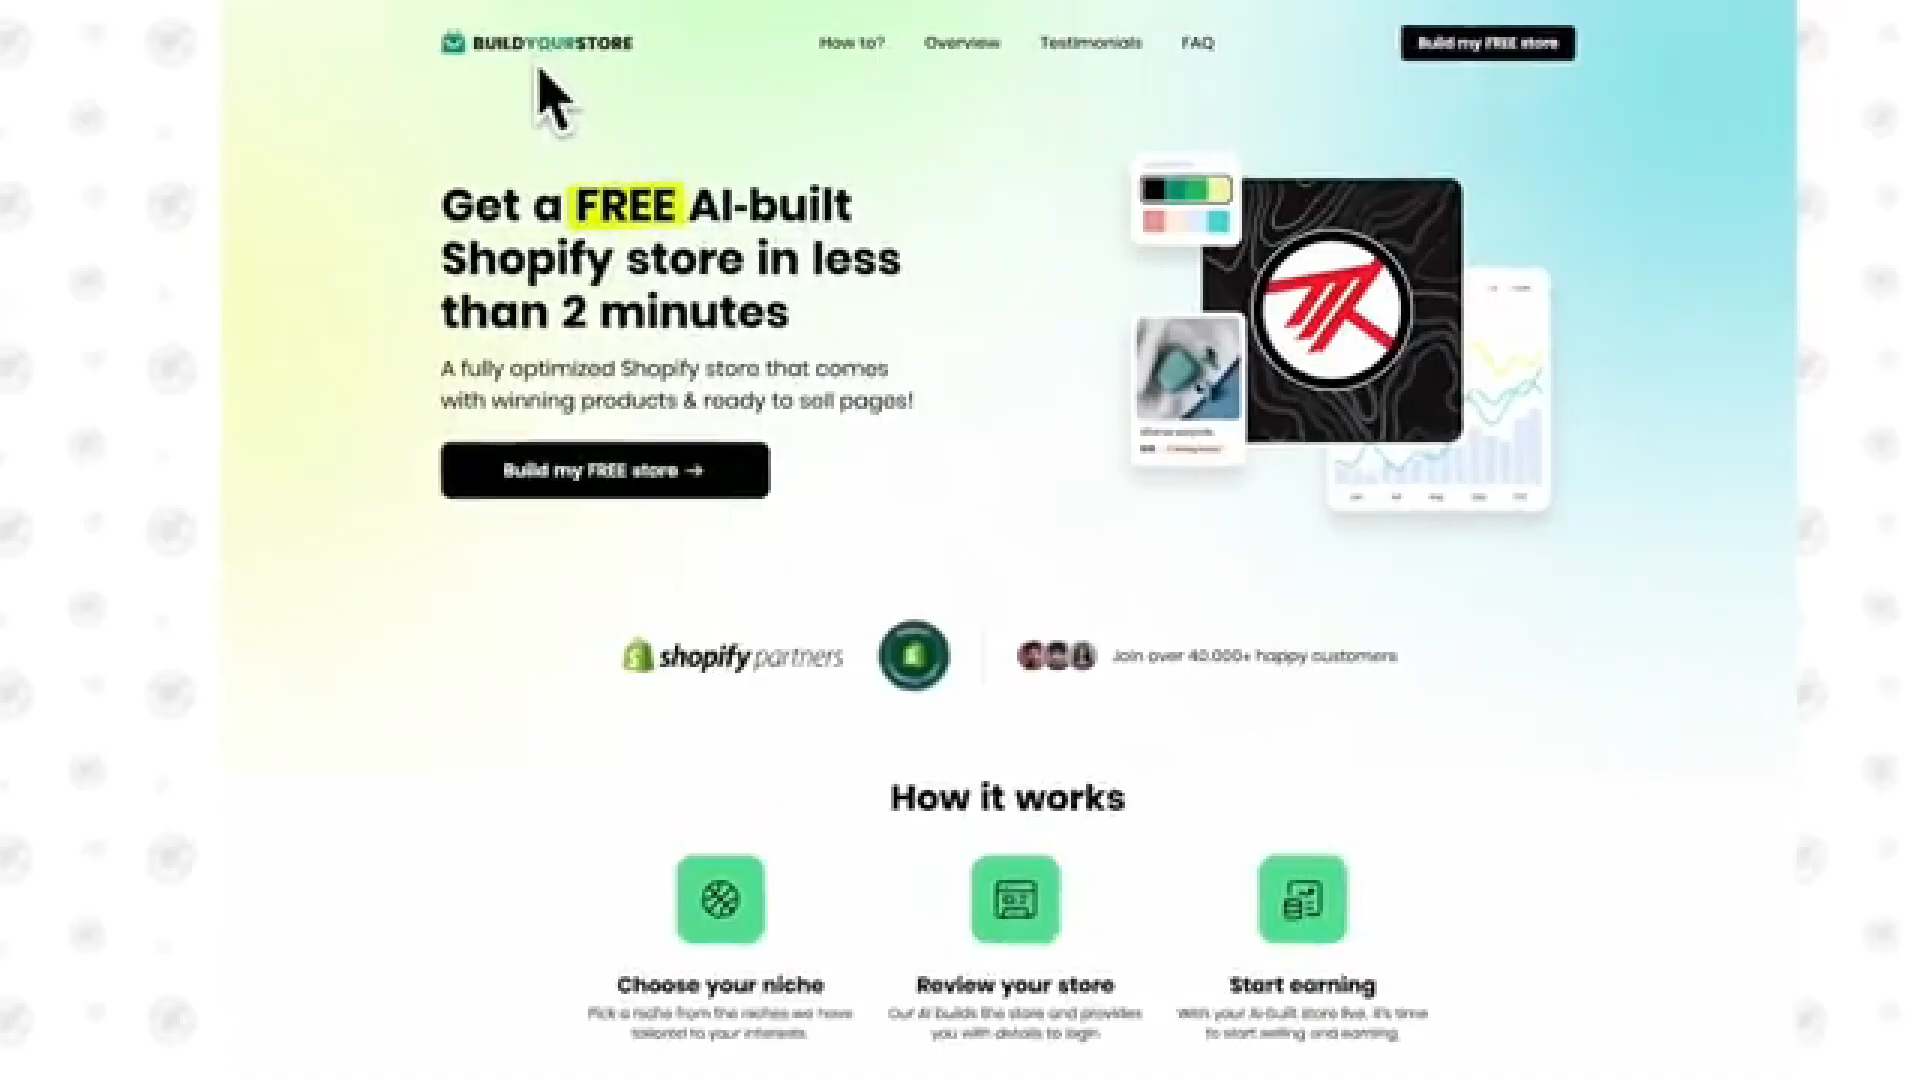 BUILDYOURSTORE
How to?
Overview
Testimonials
FAQ
Build my FREE store
Get a FREE AI-built
Shopify store in less
than 2 minutes
A fully optimized Shopify store that comes
with winning products & ready to sell pages!
Build my FREE store →
shopify partners
Join over 40.000+ happy customers
How it works
Choose your niche
Pick a niche from the niches we have
tailored to your interests.
Review your store
Our AI builds the store and provides
you with details to login.
Start earning
With your AI-built store live, it's time
to start selling and earning.